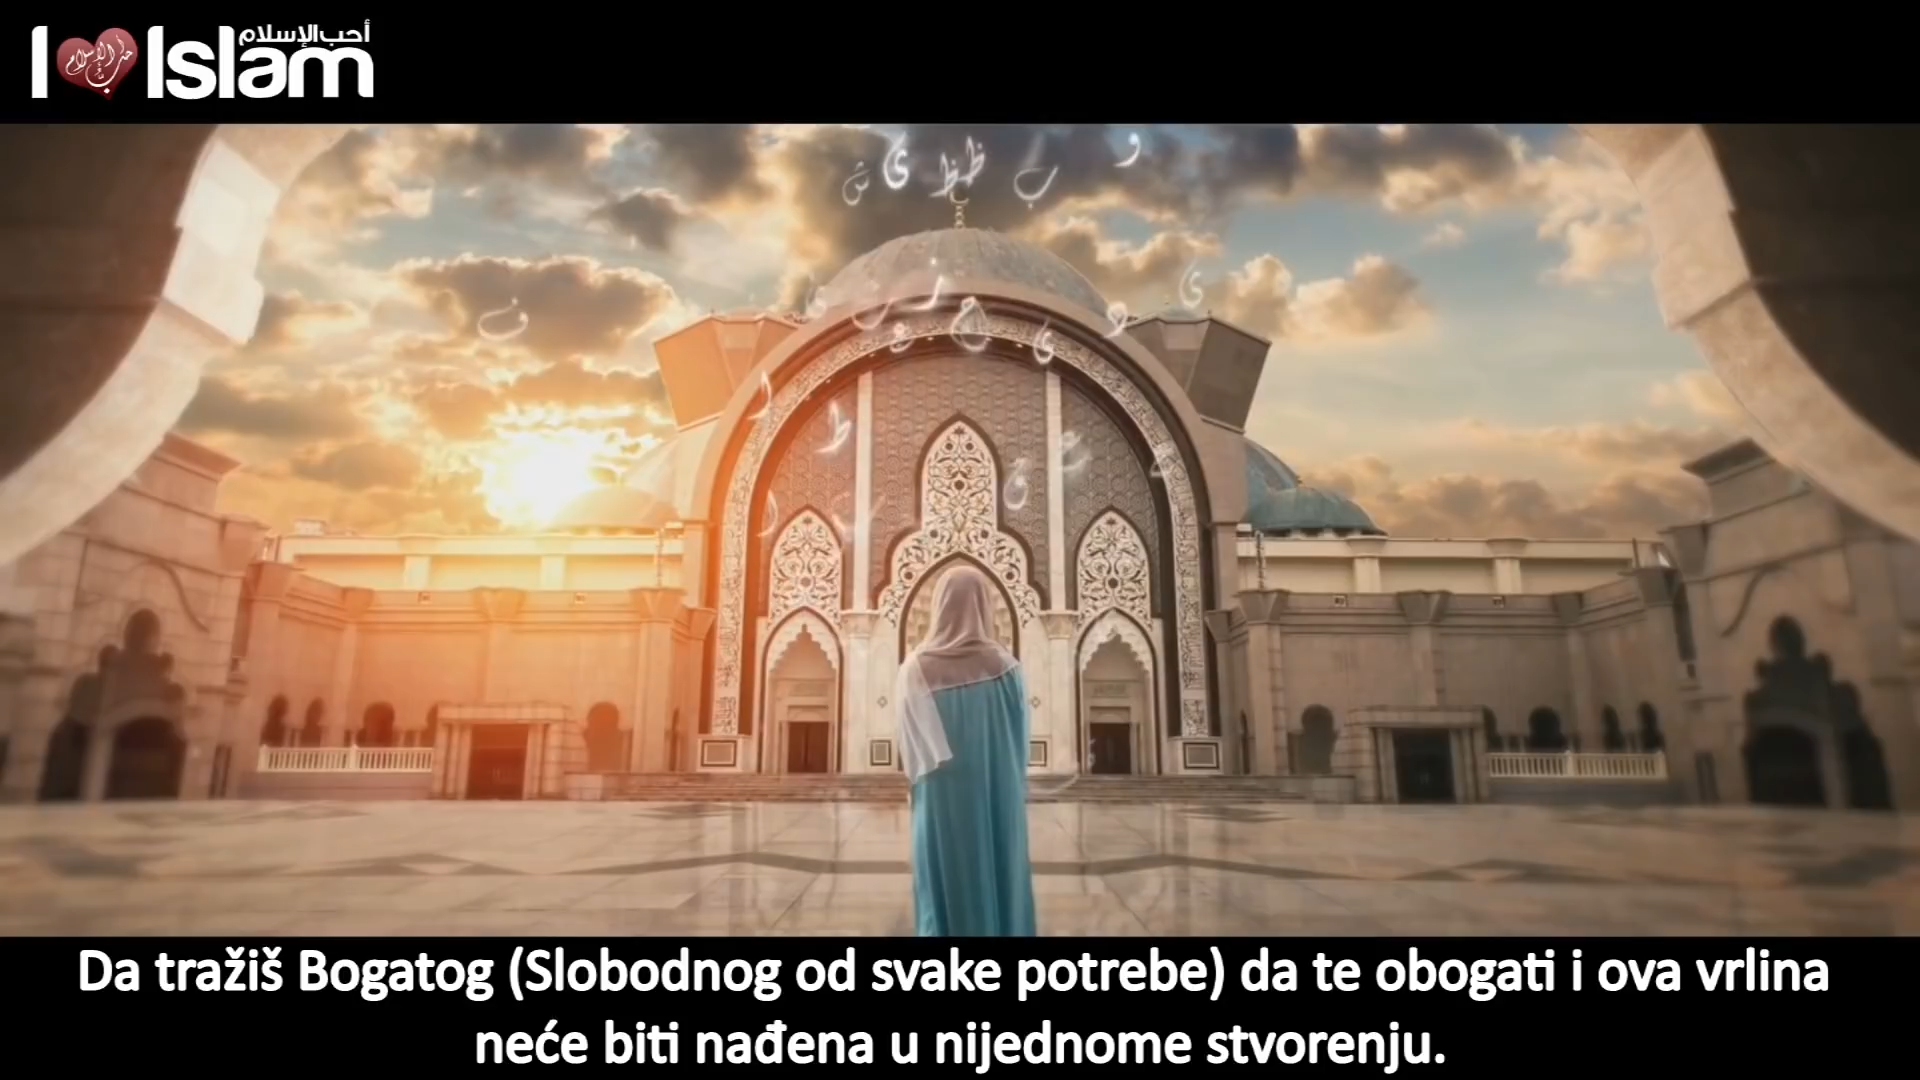 I Islam
أحب الإسلام
Da tražiš Bogatog (Slobodnog od svake potrebe) da te obogati i ova vrlina
neće biti nađena u nijednome stvorenju.